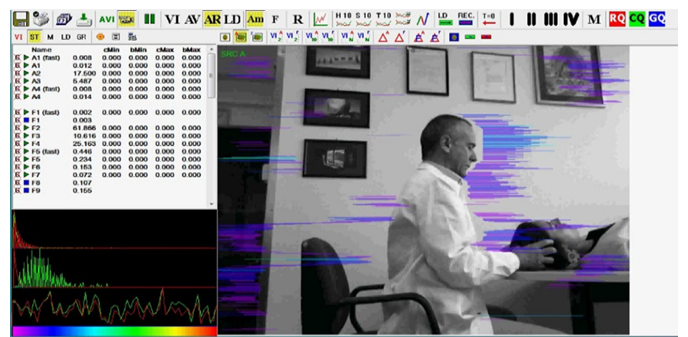 AVI VI AV AR LD Am F R H 10 S 10 T 10 LD REC. T=0 I II III IV M RQ CQ GQ
VI ST M LD GR
Name cMin bMin cMax bMax
A1 (fast) 0.008 0.000 0.000 0.000 0.000
A1 0.012 0.000 0.000 0.000 0.000
A2 17.500 0.000 0.000 0.000 0.000
A3 5.487 0.000 0.000 0.000 0.000
A4 (fast) 0.008 0.000 0.000 0.000 0.000
A4 0.014 0.000 0.000 0.000 0.000
F1 (fast) 0.002 0.000 0.000 0.000 0.000
F1 0.003
F2 61.866 0.000 0.000 0.000 0.000
F3 10.616 0.000 0.000 0.000 0.000
F4 25.163 0.000 0.000 0.000 0.000
F5 (fast) 0.446 0.000 0.000 0.000 0.000
F5 0.234 0.000 0.000 0.000 0.000
F6 0.153 0.000 0.000 0.000 0.000
F7 0.072 0.000 0.000 0.000 0.000
F8 0.107
F9 0.155
SRC A